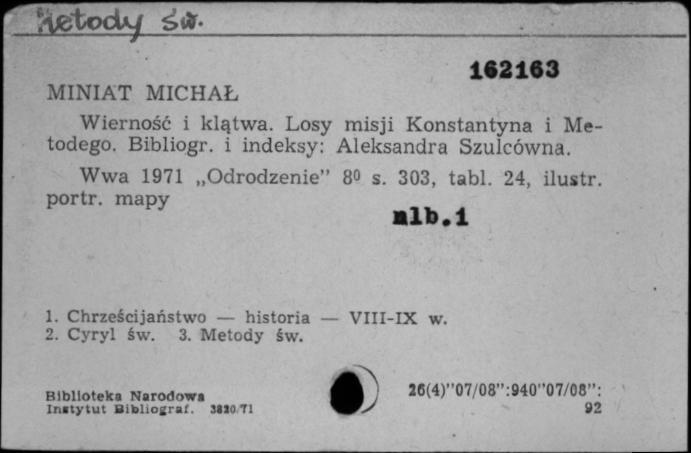 Metody św.
162163
MINIAT MICHAŁ
Wierność i klątwa. Losy misji Konstantyna i Me-
todego. Bibliogr. i indeksy: Aleksandra Szulcówna.
Wwa 1971 „Odrodzenie” 8⁰ s. 303, tabl. 24, ilustr.
portr. mapy
nlb.1
1. Chrześcijaństwo — historia — VIII-IX w.
2. Cyryl św. 3. Metody św.
Biblioteka Narodowa
Instytut Bibliograf. 3820/71
26(4)"07/08":940"07/08":
92